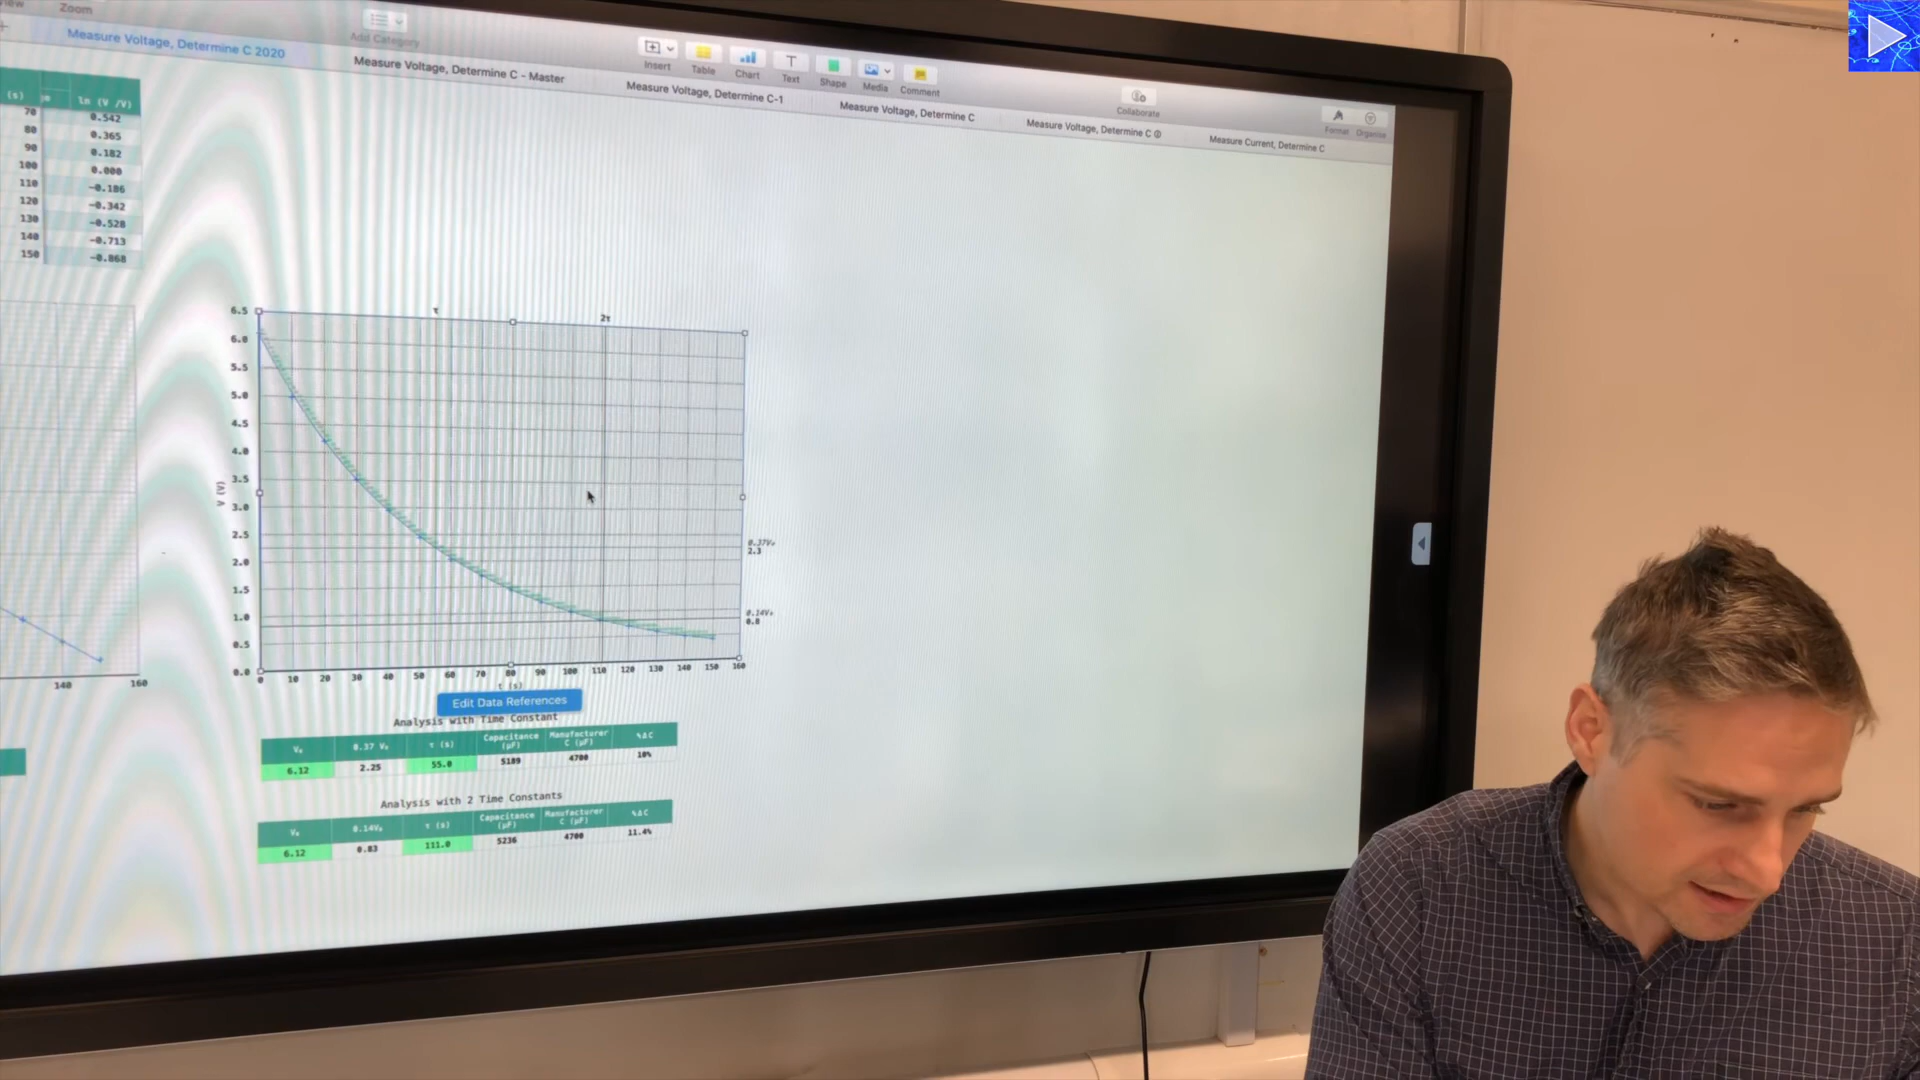 Zoom
Add Category
Insert
Table
Chart
Text
Shape
Media
Comment
Collaborate
Format
Organise
Measure Voltage, Determine C 2020
Measure Voltage, Determine C - Master
Measure Voltage, Determine C-1
Measure Voltage, Determine C
Measure Voltage, Determine C
Measure Current, Determine C
(s) ln (V /V)
70 0.542
80 0.365
90 0.182
100 0.000
110 -0.186
120 -0.342
130 -0.528
140 -0.713
150 -0.868
140 160
τ 2τ
6.5
6.0
5.5
5.0
4.5
4.0
3.5
3.0
2.5
2.0
1.5
1.0
0.5
0.0
V (V)
0.37V₀
2.3
0.14V₀
0.8
0 10 20 30 40 50 60 70 80 90 100 110 120 130 140 150 160
t (s)
Edit Data References
Analysis with Time Constant
V₀ 0.37 V₀ τ (s) Capacitance (μF) Manufacturer C (μF) %ΔC
6.12 2.25 55.0 5189 4700 10%
Analysis with 2 Time Constants
V₀ 0.14V₀ τ (s) Capacitance (μF) Manufacturer C (μF) %ΔC
6.12 0.83 111.0 5236 4700 11.4%